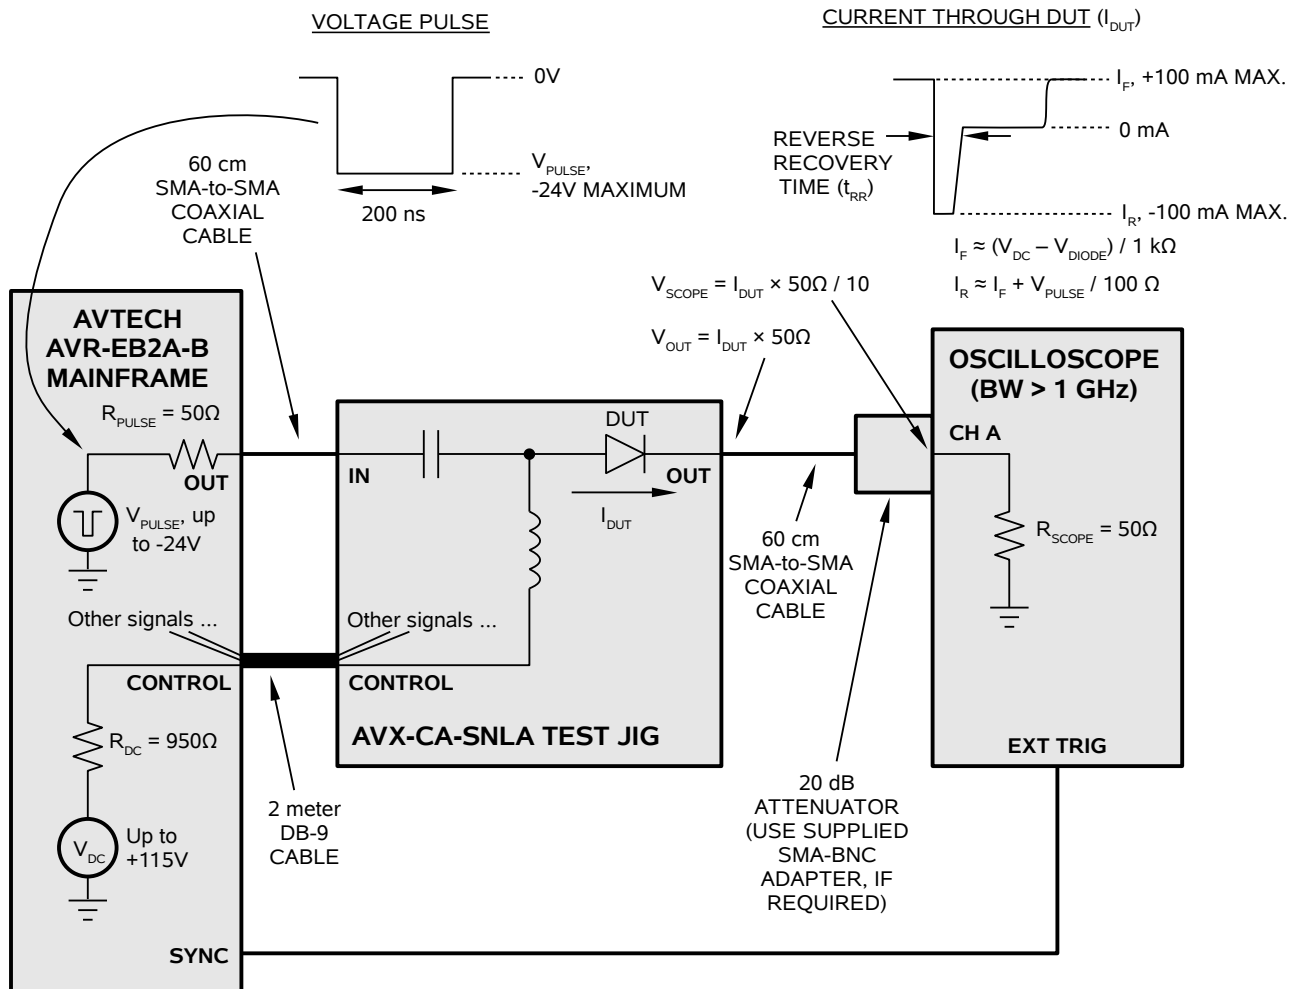 VOLTAGE PULSE
0V
V_PULSE,
-24V MAXIMUM
200 ns
CURRENT THROUGH DUT (I_DUT)
I_F, +100 mA MAX.
0 mA
REVERSE
RECOVERY
TIME (t_RR)
I_R, -100 mA MAX.
I_F ≈ (V_DC – V_DIODE) / 1 kΩ
I_R ≈ I_F + V_PULSE / 100 Ω
60 cm
SMA-to-SMA
COAXIAL
CABLE
V_SCOPE = I_DUT × 50Ω / 10
V_OUT = I_DUT × 50Ω
AVTECH
AVR-EB2A-B
MAINFRAME
R_PULSE = 50Ω
OUT
V_PULSE, up
to -24V
Other signals ...
CONTROL
R_DC = 950Ω
V_DC
Up to
+115V
SYNC
IN
DUT
OUT
I_DUT
Other signals ...
CONTROL
AVX-CA-SNLA TEST JIG
2 meter
DB-9
CABLE
60 cm
SMA-to-SMA
COAXIAL
CABLE
20 dB
ATTENUATOR
(USE SUPPLIED
SMA-BNC
ADAPTER, IF
REQUIRED)
OSCILLOSCOPE
(BW > 1 GHz)
CH A
R_SCOPE = 50Ω
EXT TRIG